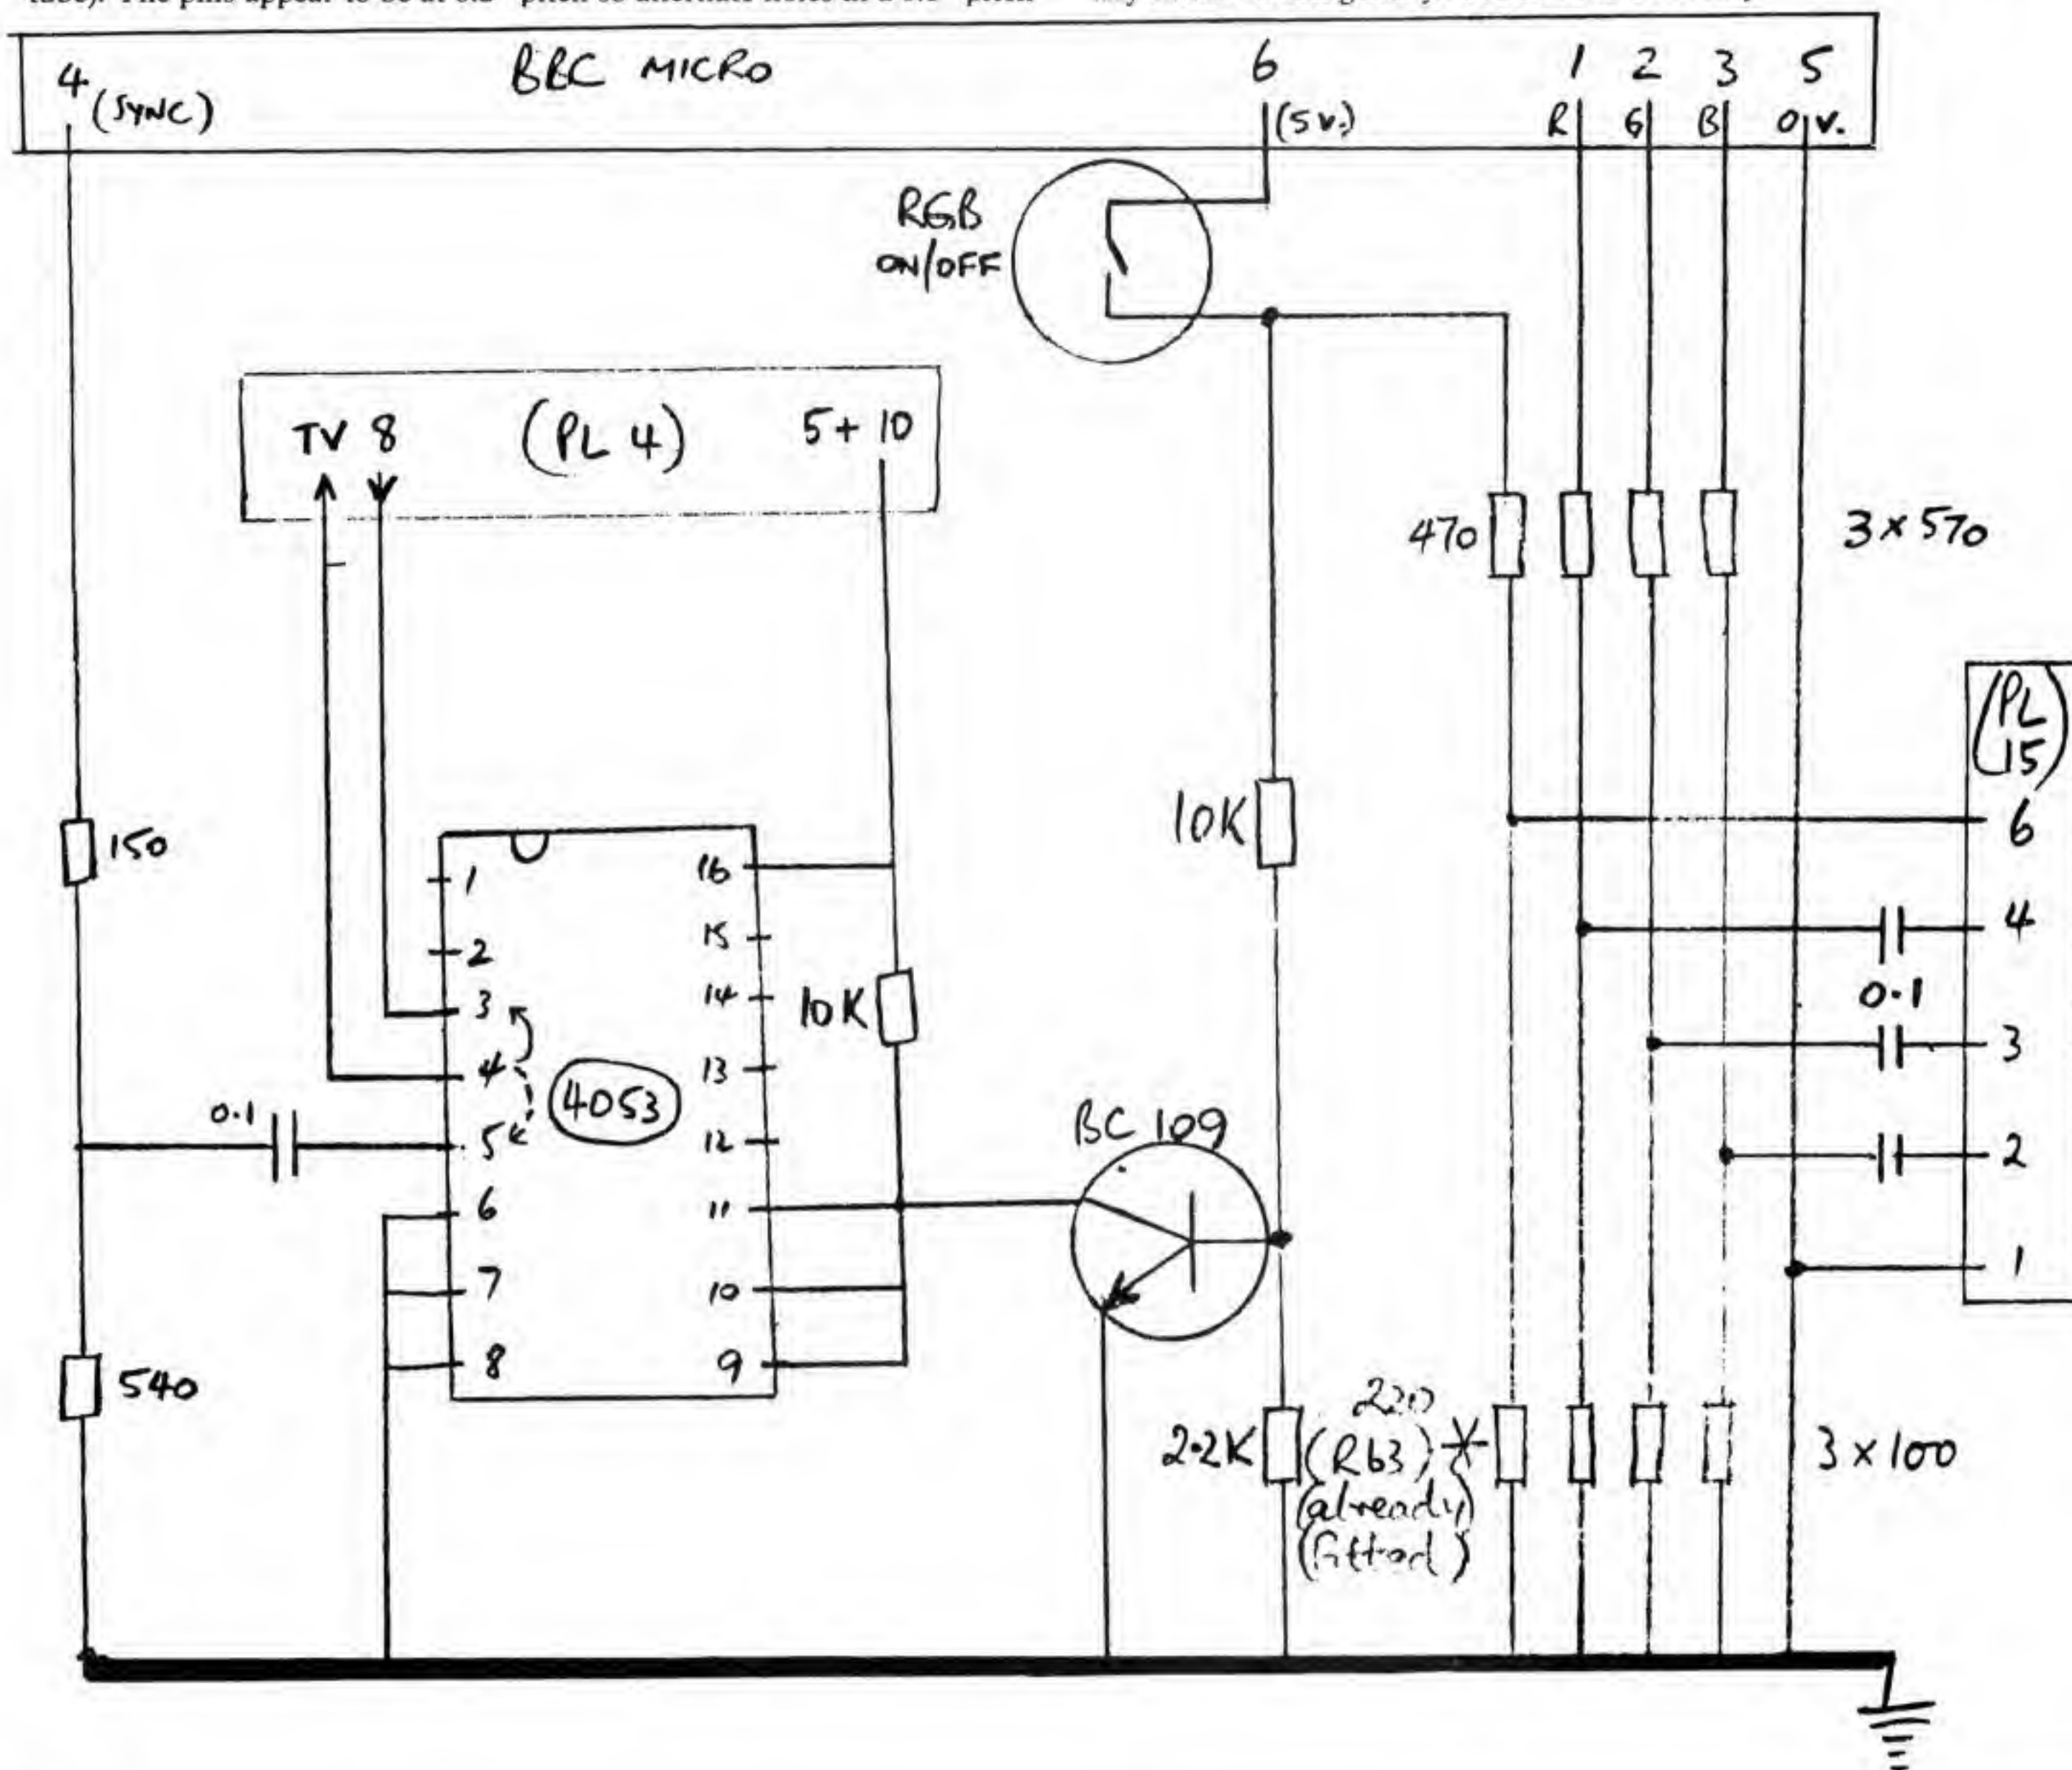 BBC MICRO
4 (SYNC)
6 (5 V.)
1 2 3 5
R G B 0 V.
RGB
ON/OFF
TV 8 (PL 4) 5 + 10
470
3 × 570
(PL 15)
6
4
0.1
3
2
1
150
10K
1 16
2 15
3 14
10K
4 13
4053
0.1
5 12
BC 109
6 11
7 10
8 9
540
2.2K
220
(R63) *
(already)
(fitted)
3 × 100